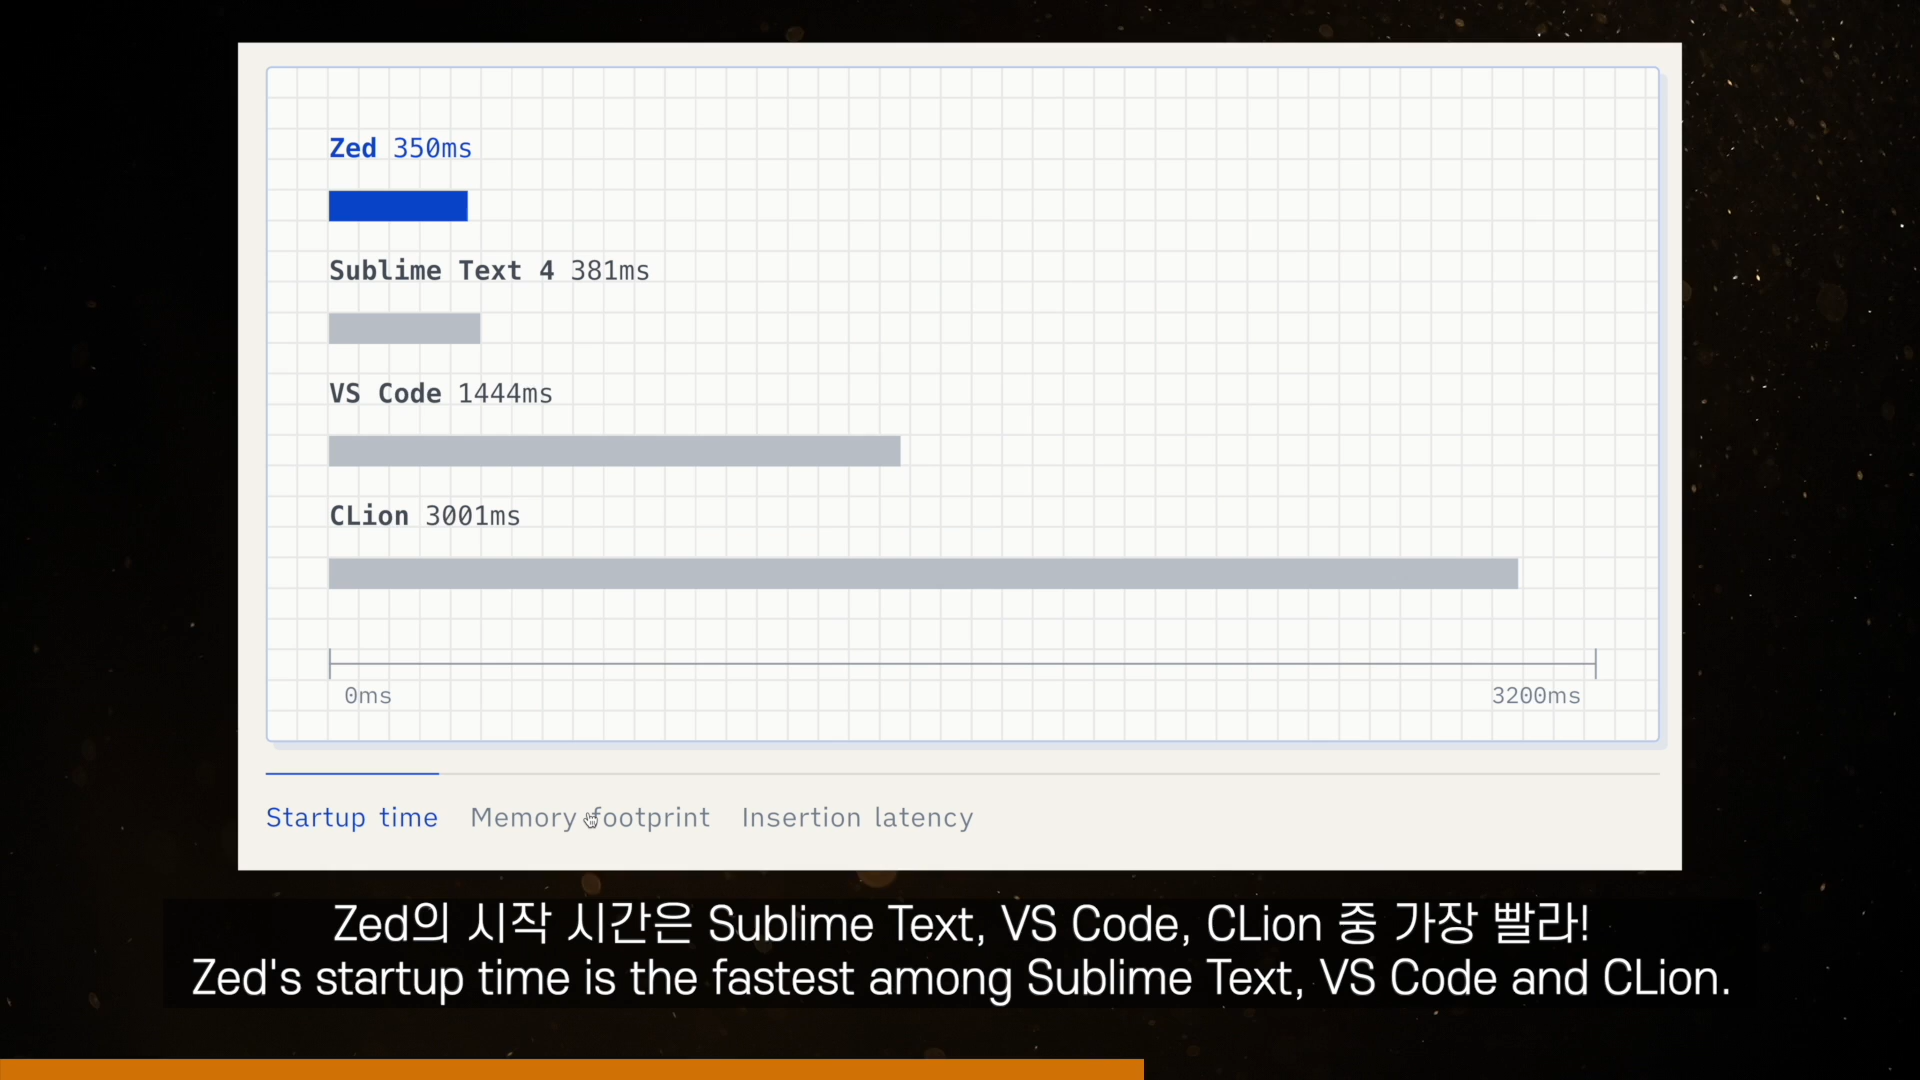 Zed 350ms
Sublime Text 4 381ms
VS Code 1444ms
CLion 3001ms
0ms 3200ms
Startup time Memory footprint Insertion latency
Zed의 시작 시간은 Sublime Text, VS Code, CLion 중 가장 빨라!
Zed's startup time is the fastest among Sublime Text, VS Code and CLion.